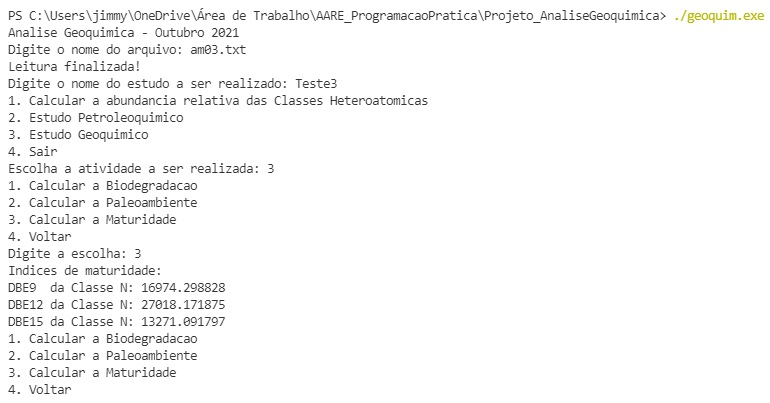 PS C:\Users\jimmy\OneDrive\Área de Trabalho\AARE_ProgramacaoPratica\Projeto_AnaliseGeoquimica> ./geoquim.exe
Analise Geoquimica - Outubro 2021
Digite o nome do arquivo: am03.txt
Leitura finalizada!
Digite o nome do estudo a ser realizado: Teste3
1. Calcular a abundancia relativa das Classes Heteroatomicas
2. Estudo Petroleoquimico
3. Estudo Geoquimico
4. Sair
Escolha a atividade a ser realizada: 3
1. Calcular a Biodegradacao
2. Calcular a Paleoambiente
3. Calcular a Maturidade
4. Voltar
Digite a escolha: 3
Indices de maturidade:
DBE9  da Classe N: 16974.298828
DBE12 da Classe N: 27018.171875
DBE15 da Classe N: 13271.091797
1. Calcular a Biodegradacao
2. Calcular a Paleoambiente
3. Calcular a Maturidade
4. Voltar